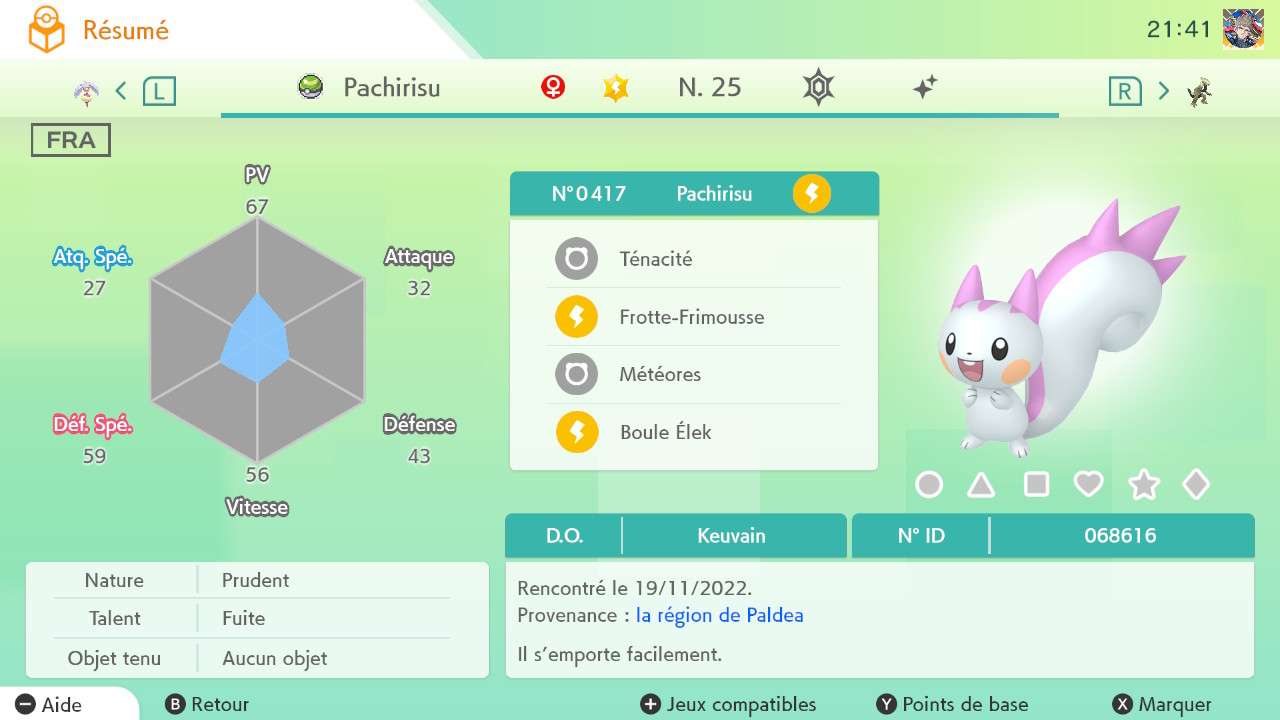 Résumé
21:41
L
Pachirisu
N. 25
R
FRA
PV
67
Atq. Spé.
27
Attaque
32
Déf. Spé.
59
Défense
43
56
Vitesse
N° 0417 Pachirisu
Ténacité
Frotte-Frimousse
Météores
Boule Élek
D.O. Keuvain
N° ID 068616
Nature Prudent
Talent Fuite
Objet tenu Aucun objet
Rencontré le 19/11/2022.
Provenance : la région de Paldea
Il s'emporte facilement.
Aide
B Retour
Jeux compatibles
Y Points de base
X Marquer